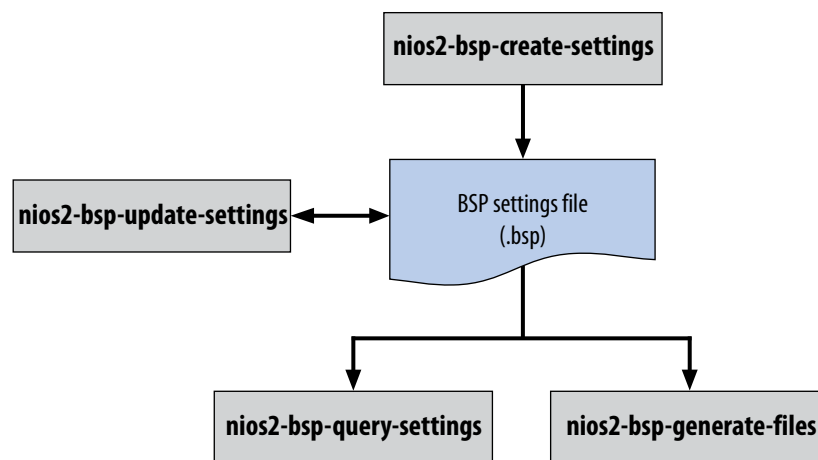 nios2-bsp-create-settings
BSP settings file
(.bsp)
nios2-bsp-update-settings
nios2-bsp-query-settings
nios2-bsp-generate-files